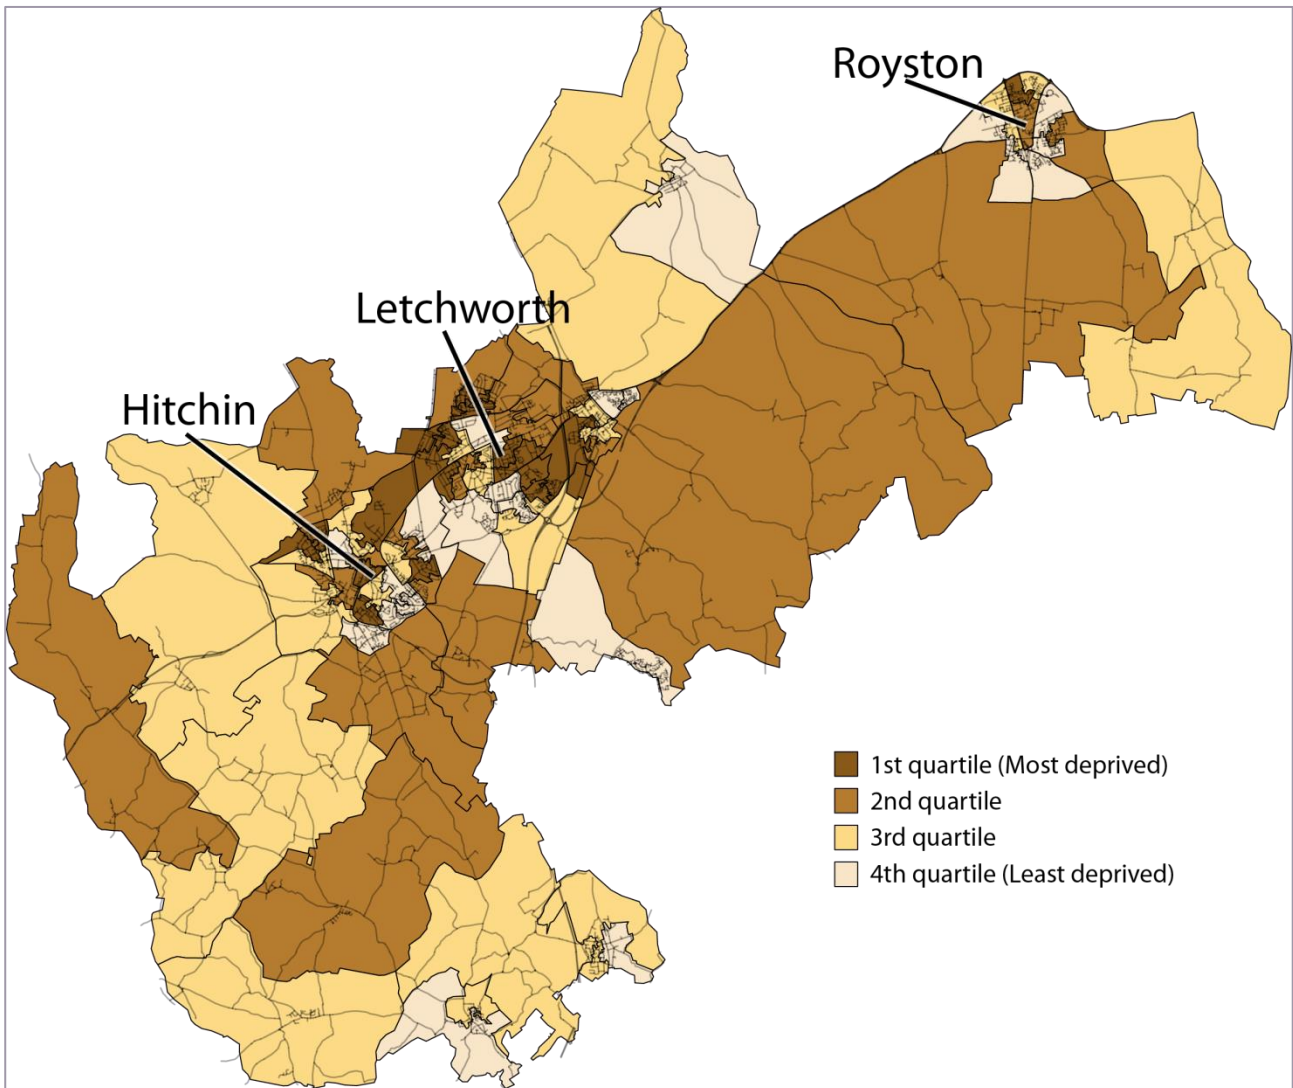 Royston
Letchworth
Hitchin
1st quartile (Most deprived)
2nd quartile
3rd quartile
4th quartile (Least deprived)